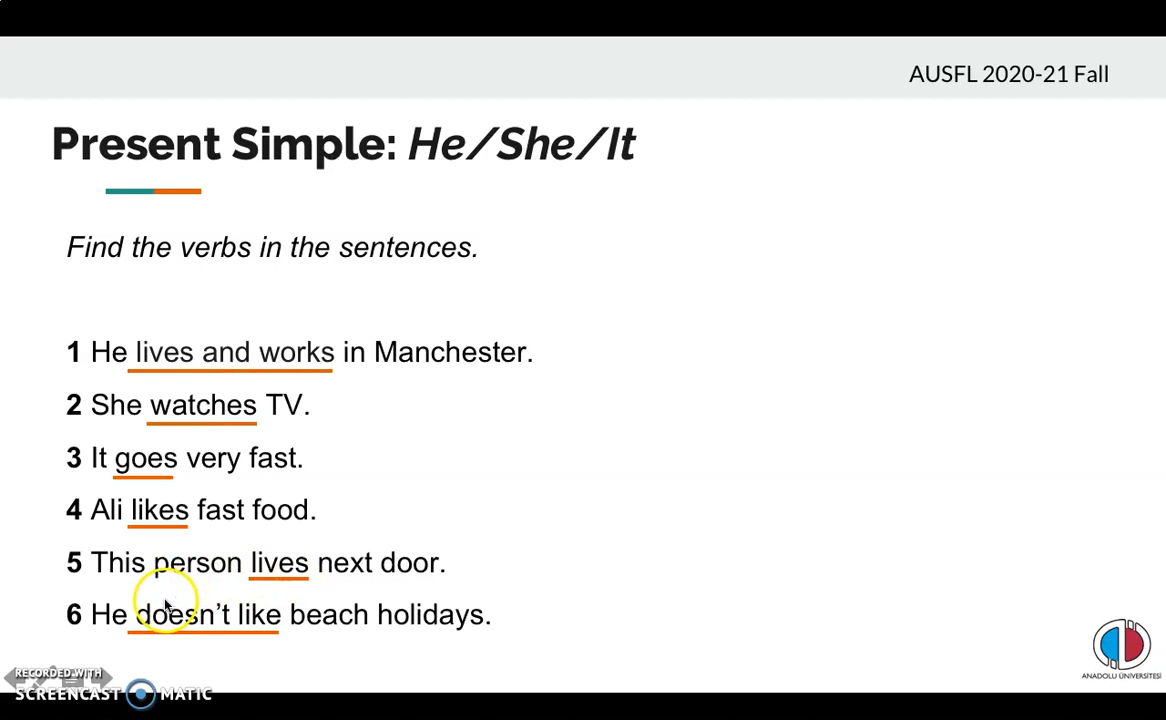 AUSFL 2020-21 Fall
Present Simple: He/She/It
Find the verbs in the sentences.
1 He lives and works in Manchester.
2 She watches TV.
3 It goes very fast.
4 Ali likes fast food.
5 This person lives next door.
6 He doesn't like beach holidays.
ANADOLU ÜNİVERSİTESİ
RECORDED WITH
SCREENCAST MATIC